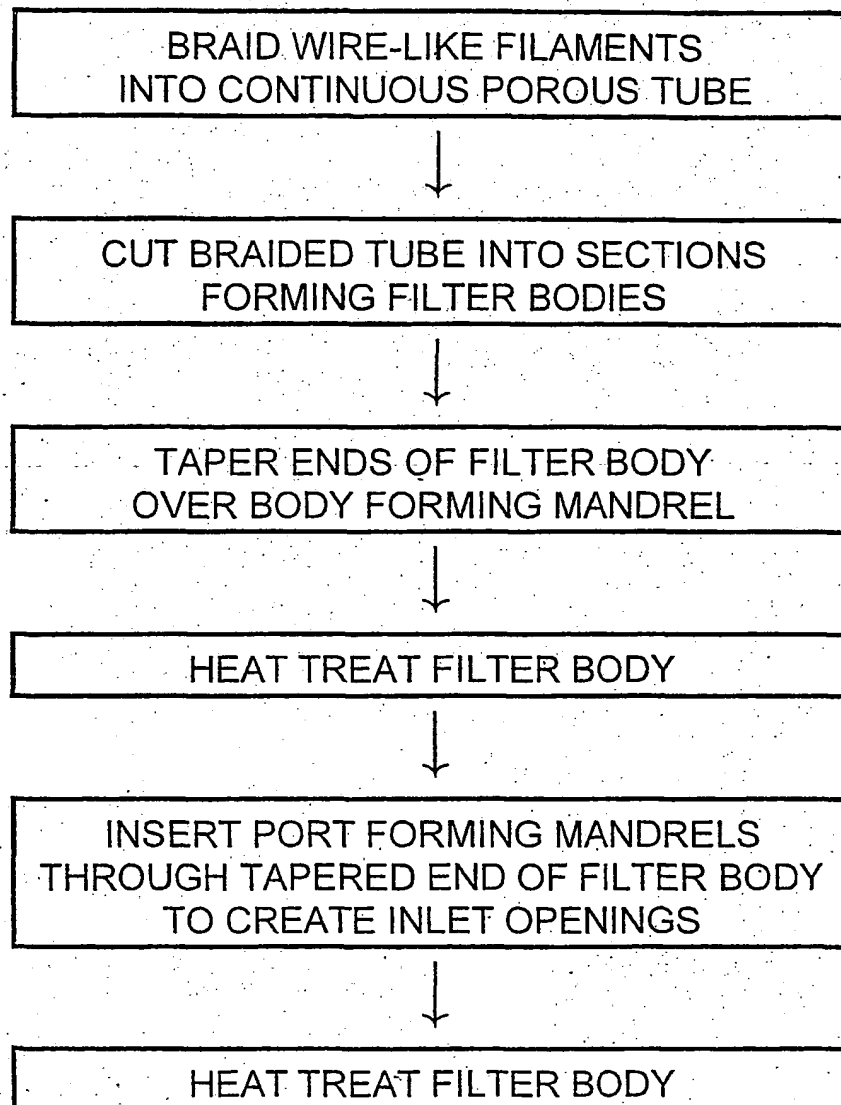 BRAID WIRE-LIKE FILAMENTS
INTO CONTINUOUS POROUS TUBE
CUT BRAIDED TUBE INTO SECTIONS
FORMING FILTER BODIES
TAPER ENDS OF FILTER BODY
OVER BODY FORMING MANDREL
HEAT TREAT FILTER BODY
INSERT PORT FORMING MANDRELS
THROUGH TAPERED END OF FILTER BODY
TO CREATE INLET OPENINGS
HEAT TREAT FILTER BODY